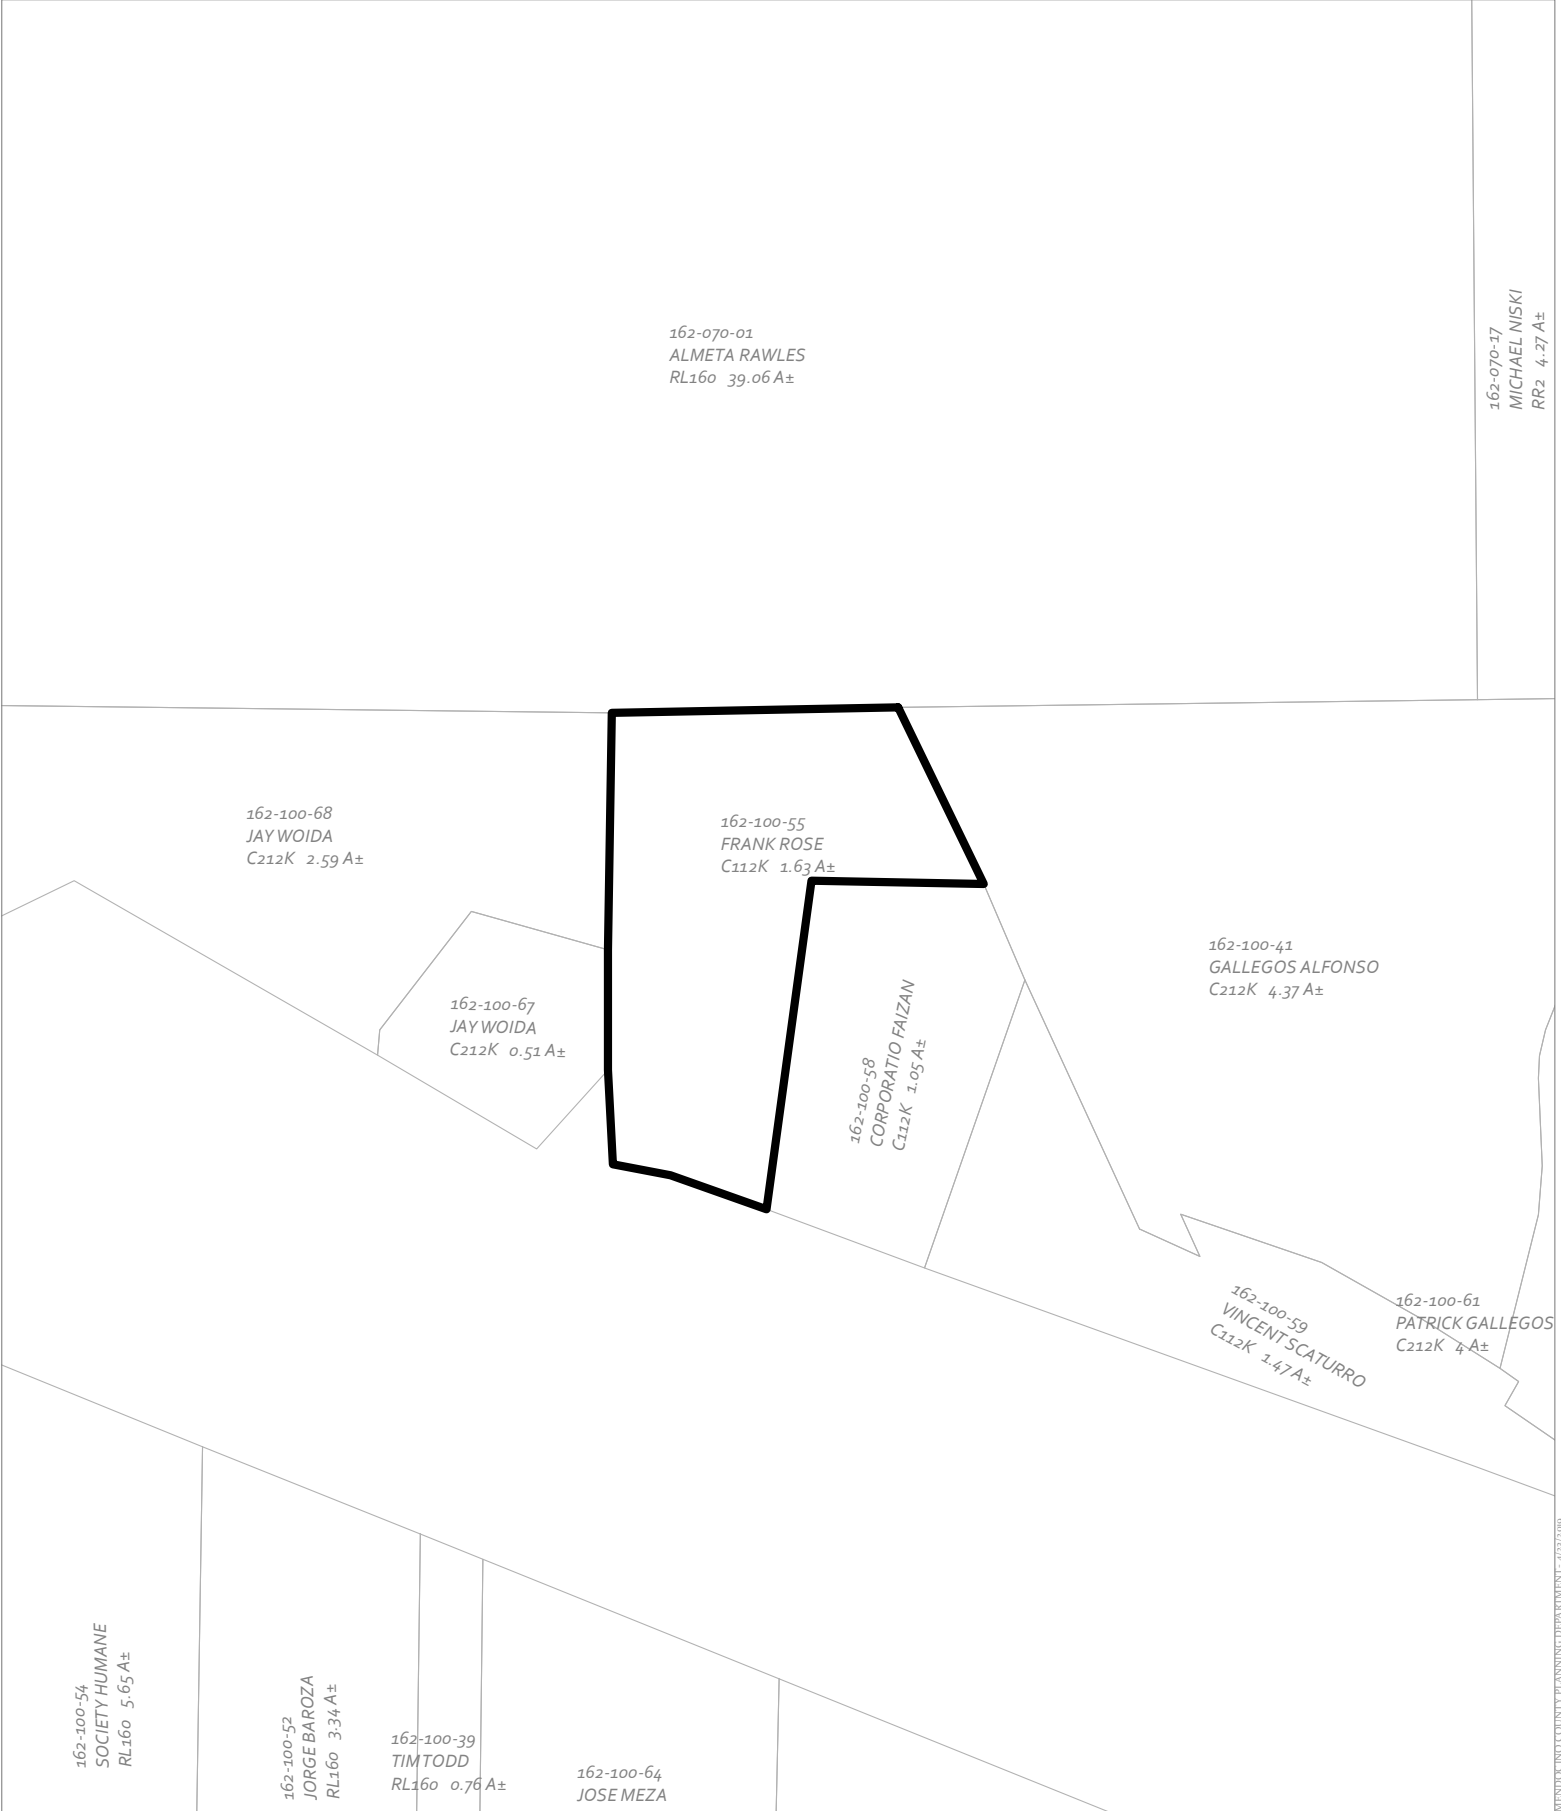 162-070-01
ALMETA RAWLES
RL160 39.06 A±
162-070-17
MICHAEL NISKI
RR2 4.27 A±
162-100-68
JAY WOIDA
C212K 2.59 A±
162-100-55
FRANK ROSE
C112K 1.63 A±
162-100-41
GALLEGOS ALFONSO
C212K 4.37 A±
162-100-67
JAY WOIDA
C212K 0.51 A±
162-100-58
CORPORATIO FAIZAN
C112K 1.05 A±
162-100-59
VINCENT SCATURRO
C112K 1.47 A±
162-100-61
PATRICK GALLEGOS
C212K 4 A±
162-100-54
SOCIETY HUMANE
RL160 5.65 A±
162-100-52
JORGE BAROZA
RL160 3.34 A±
162-100-39
TIM TODD
RL160 0.76 A±
162-100-64
JOSE MEZA
MENDOCINO COUNTY PLANNING DEPARTMENT -